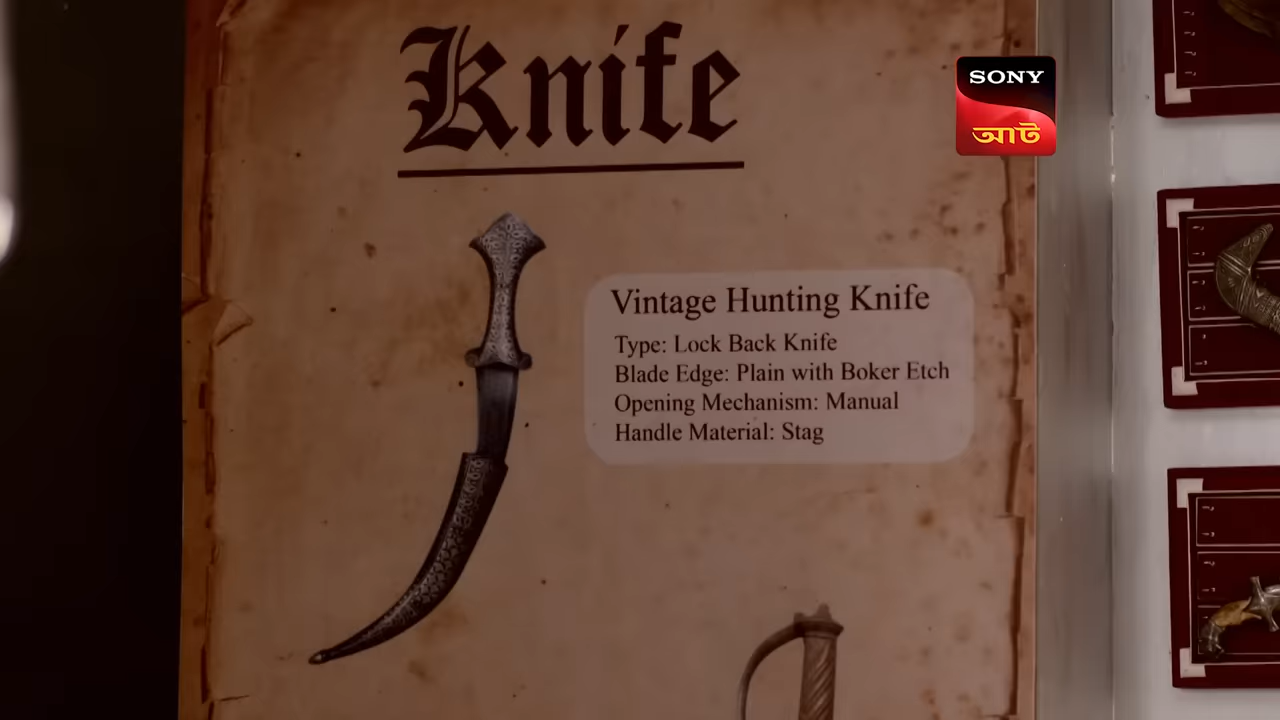 Knife
SONY
আট
Vintage Hunting Knife
Type: Lock Back Knife
Blade Edge: Plain with Boker Etch
Opening Mechanism: Manual
Handle Material: Stag